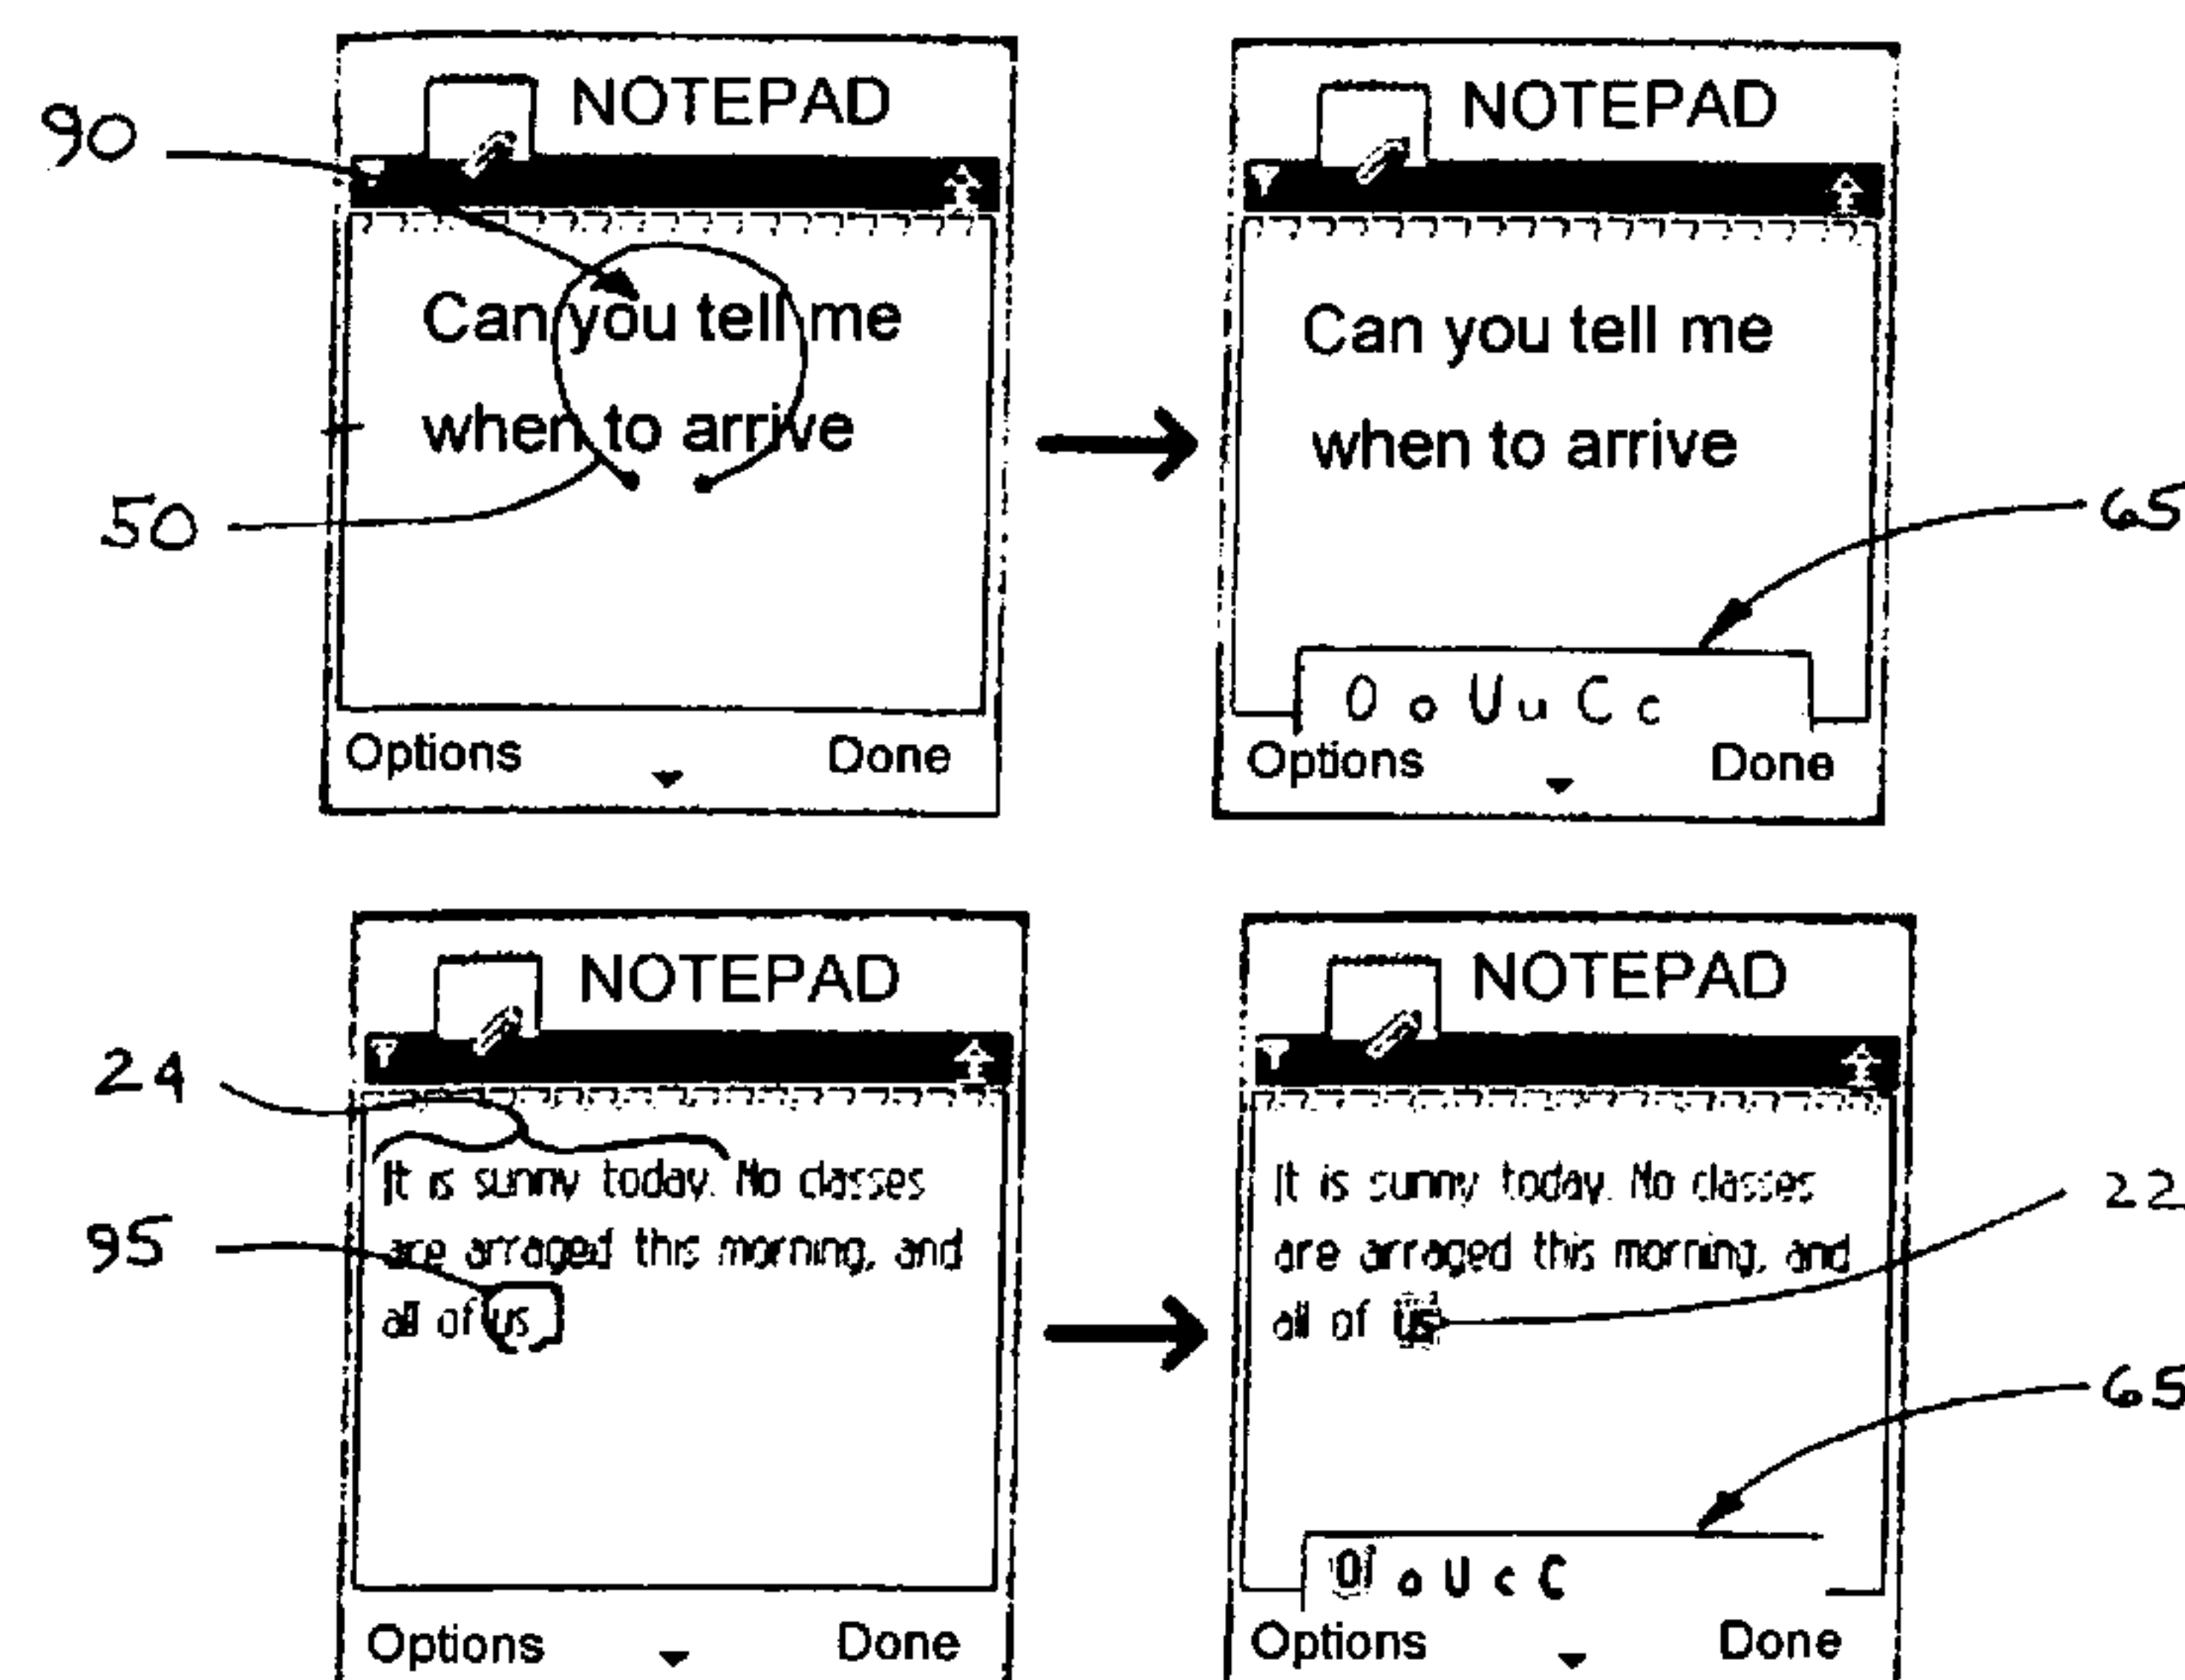 NOTEPAD
90
Can you tell me
when to arrive
50
Options Done
NOTEPAD
Can you tell me
when to arrive
65
O o U u C c
Options Done
NOTEPAD
24
It is sunny today. No classes
95
are arraged this morning, and
all of us
Options Done
NOTEPAD
It is sunny today. No classes
22
are arraged this morning, and
all of us
65
O o U c C
Options Done